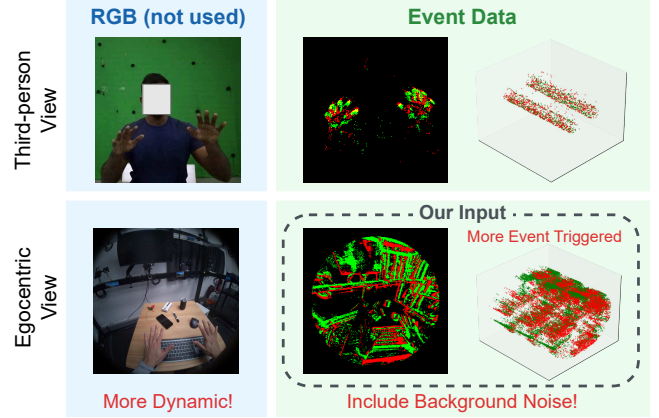 RGB (not used)
Event Data
Third-person
View
Our Input
More Event Triggered
Egocentric
View
More Dynamic!
Include Background Noise!